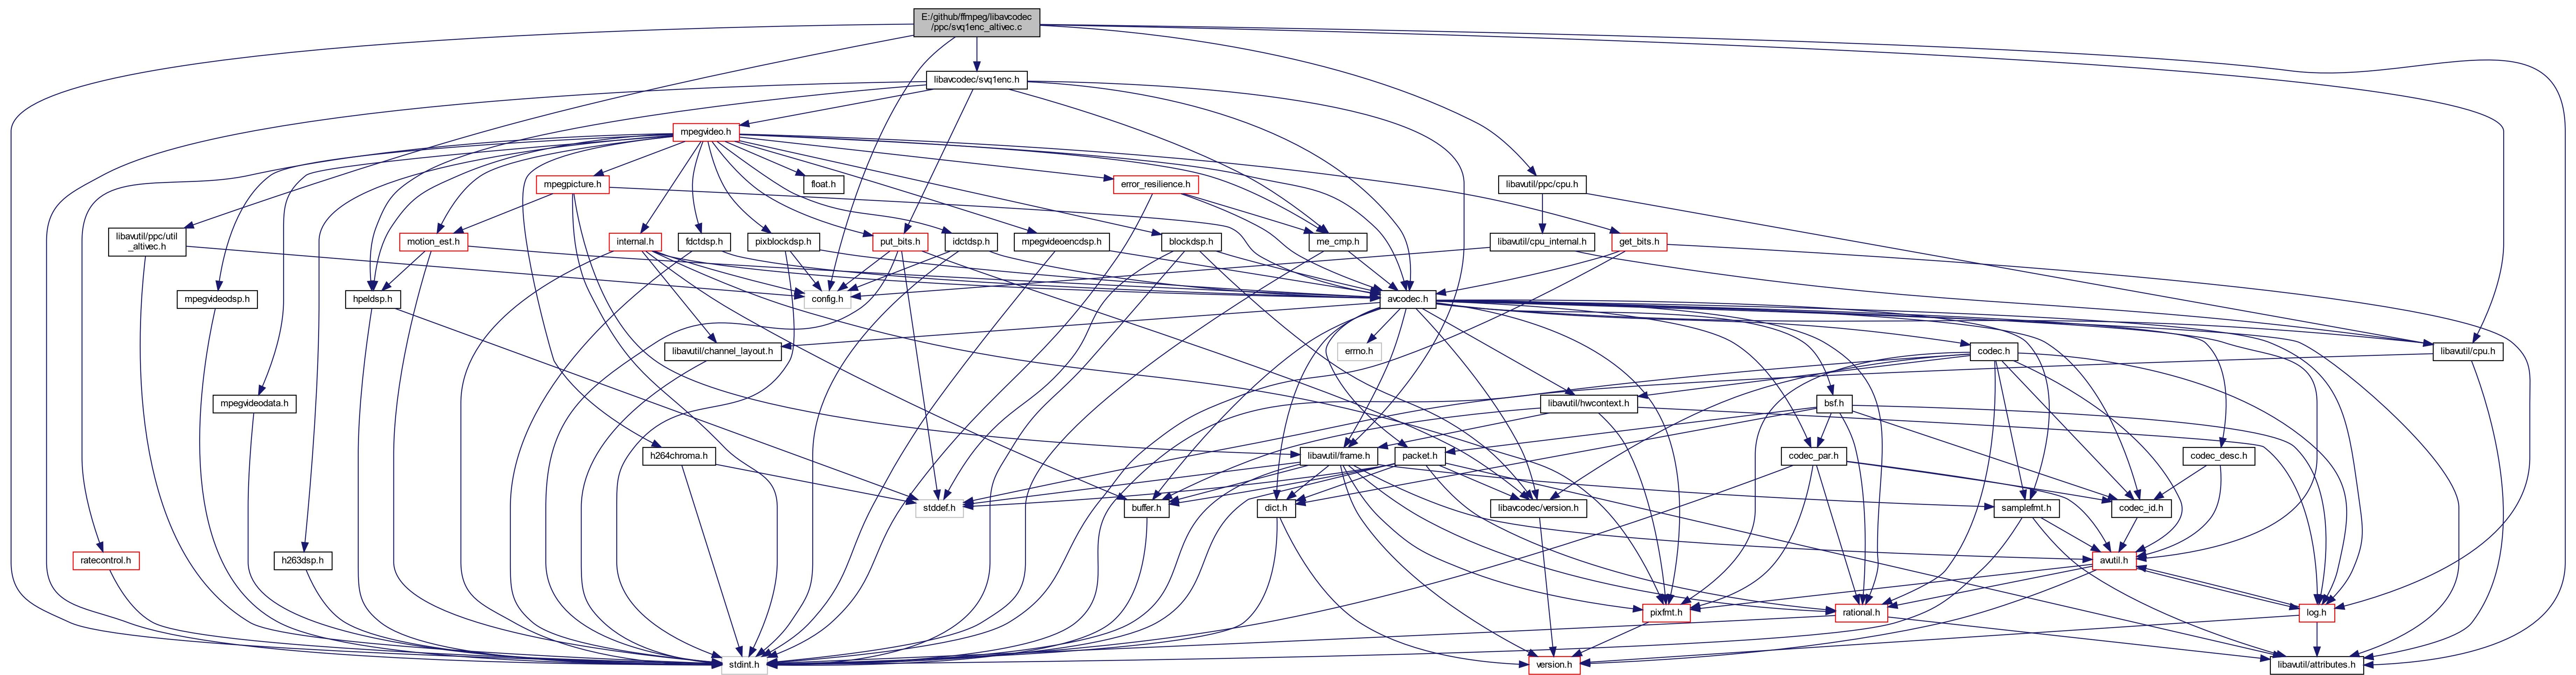 E:/github/ffmpeg/libavcodec
/ppc/svq1enc_altivec.c
libavcodec/svq1enc.h
mpegvideo.h
mpegpicture.h
float.h
error_resilience.h
libavutil/ppc/cpu.h
libavutil/ppc/util
_altivec.h
motion_est.h
internal.h
fdctdsp.h
pixblockdsp.h
put_bits.h
idctdsp.h
mpegvideoencdsp.h
blockdsp.h
me_cmp.h
libavutil/cpu_internal.h
get_bits.h
mpegvideodsp.h
hpeldsp.h
config.h
avcodec.h
libavutil/channel_layout.h
errno.h
codec.h
libavutil/cpu.h
mpegvideodata.h
libavutil/hwcontext.h
bsf.h
h264chroma.h
libavutil/frame.h
packet.h
codec_par.h
codec_desc.h
stddef.h
buffer.h
dict.h
libavcodec/version.h
samplefmt.h
codec_id.h
ratecontrol.h
h263dsp.h
avutil.h
pixfmt.h
rational.h
log.h
stdint.h
version.h
libavutil/attributes.h